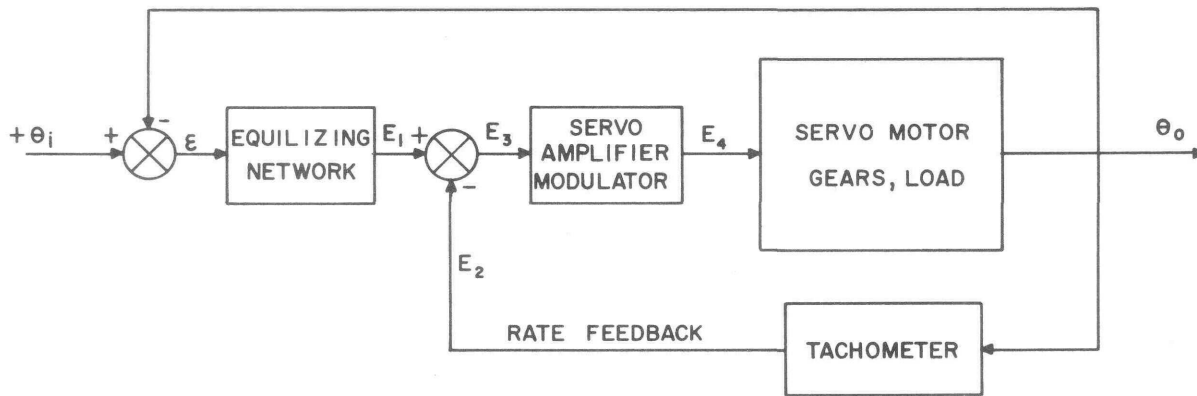 +θi
+
-
ε
EQUILIZING
NETWORK
E1
+
-
E3
SERVO
AMPLIFIER
MODULATOR
E4
SERVO MOTOR
GEARS, LOAD
θo
E2
RATE FEEDBACK
TACHOMETER